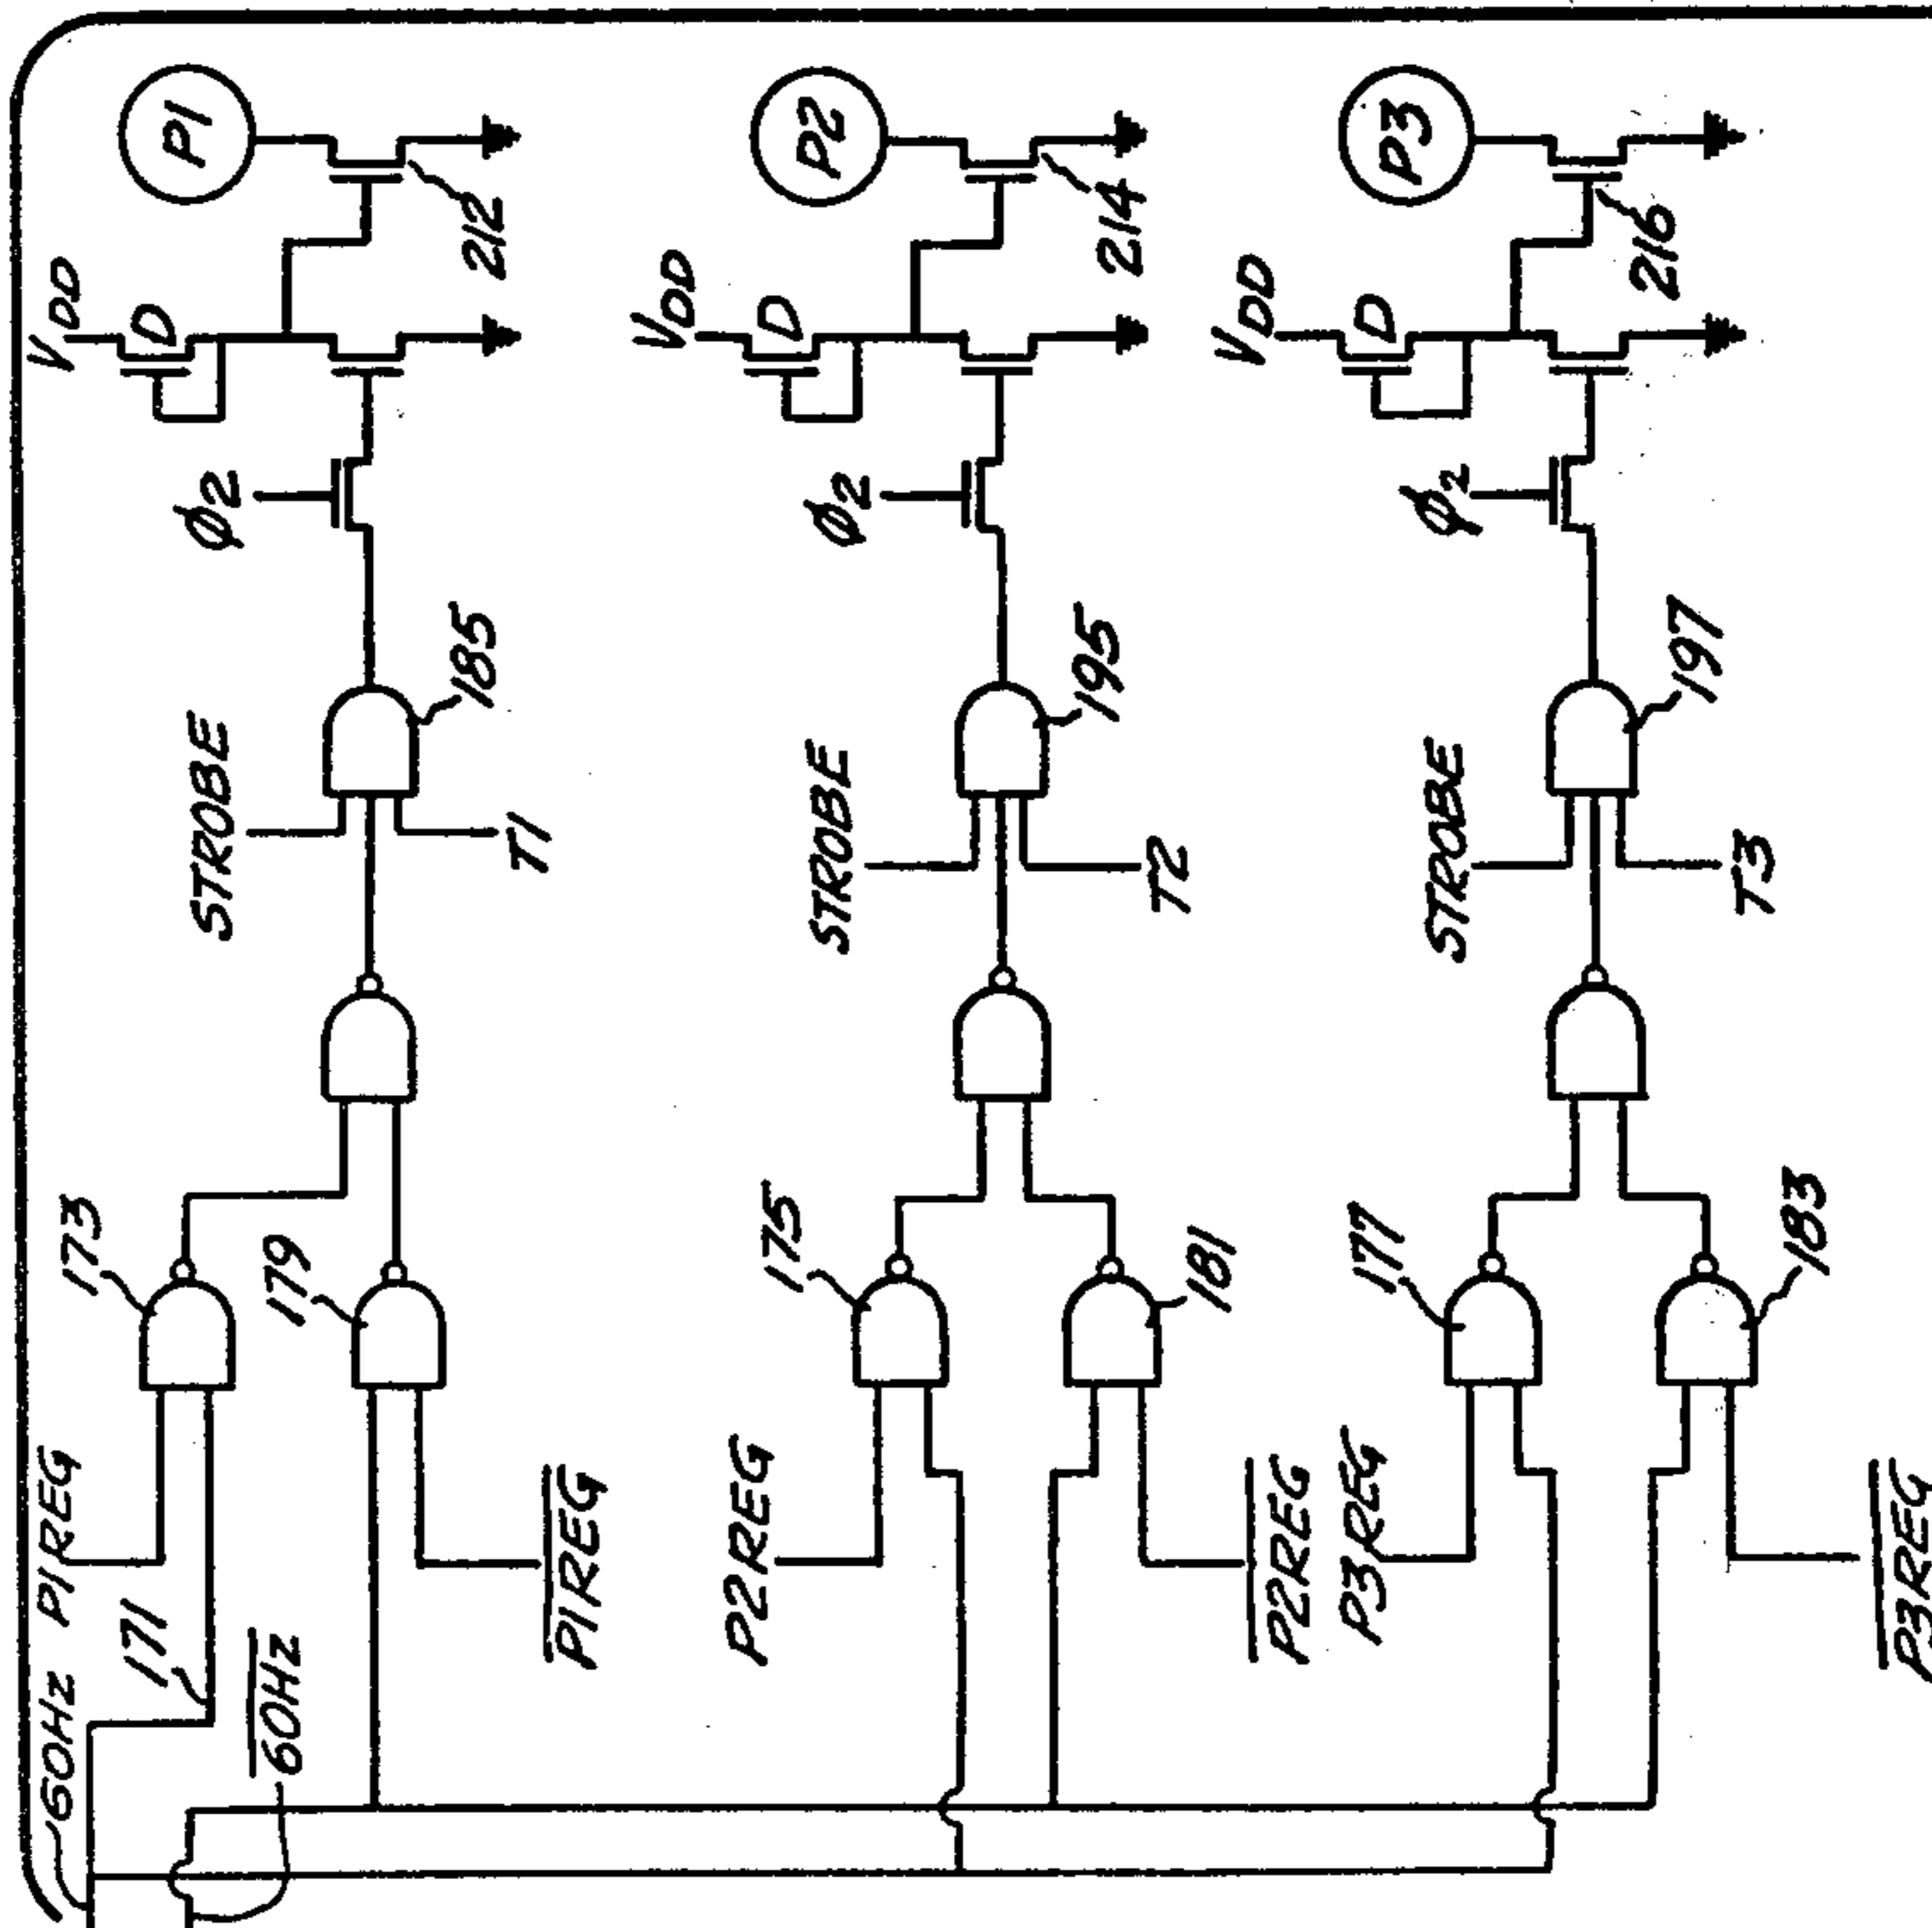 P1
P2
P3
212
214
216
VDD
D
VDD
D
VDD
D
φ2
φ2
φ2
185
195
197
STROBE
T1
STROBE
T2
STROBE
T3
173
179
175
181
177
183
P1REG
P1REG
P2REG
P2REG
P3REG
P3REG
171
60Hz
60Hz